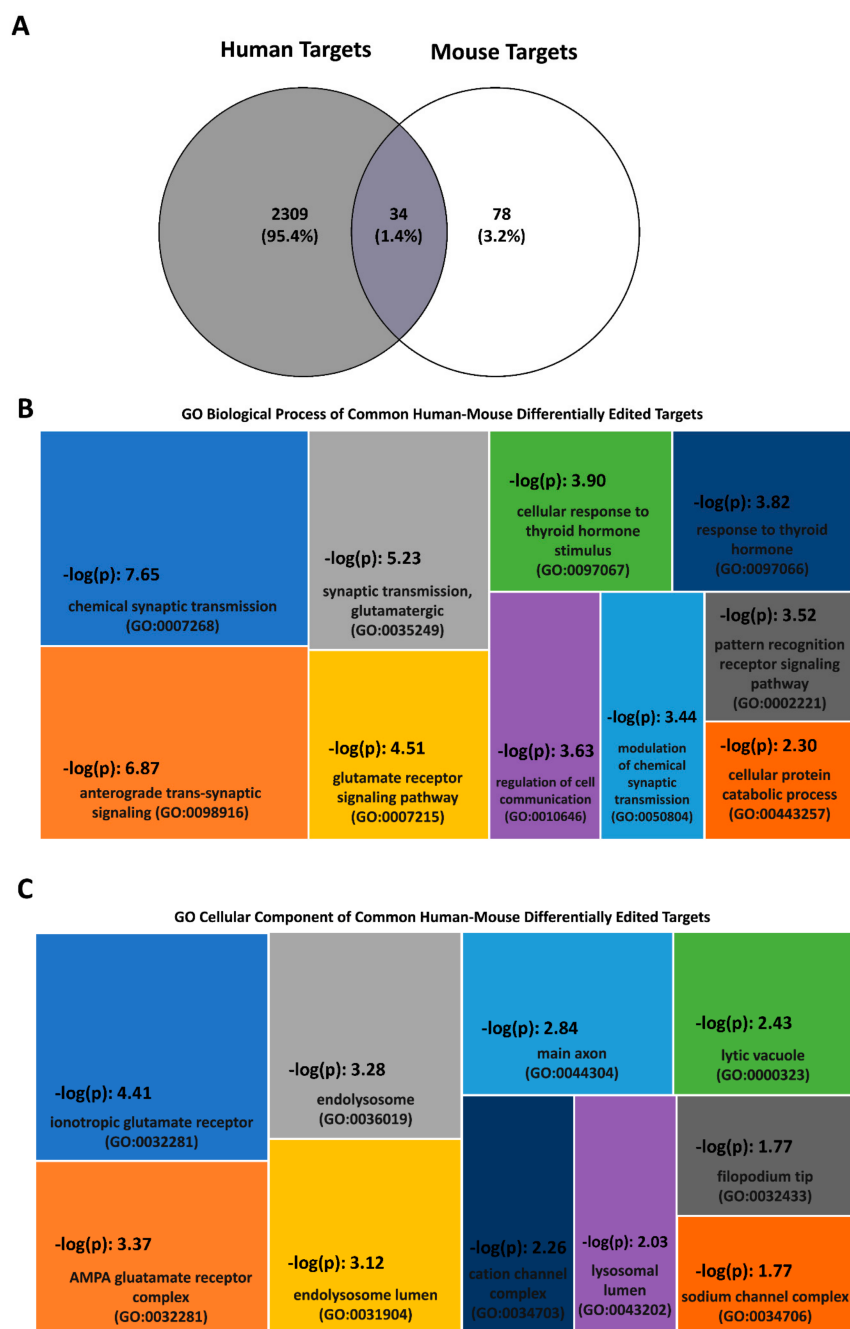 A
Human Targets
Mouse Targets
2309
(95.4%)
34
(1.4%)
78
(3.2%)
B
GO Biological Process of Common Human-Mouse Differentially Edited Targets
-log(p): 7.65
chemical synaptic transmission
(GO:0007268)
-log(p): 6.87
anterograde trans-synaptic
signaling (GO:0098916)
-log(p): 5.23
synaptic transmission,
glutamatergic
(GO:0035249)
-log(p): 4.51
glutamate receptor
signaling pathway
(GO:0007215)
-log(p): 3.90
cellular response to
thyroid hormone
stimulus
(GO:0097067)
-log(p): 3.82
response to thyroid
hormone
(GO:0097066)
-log(p): 3.63
regulation of cell
communication
(GO:0010646)
-log(p): 3.44
modulation
of chemical
synaptic
transmission
(GO:0050804)
-log(p): 3.52
pattern recognition
receptor signaling
pathway
(GO:0002221)
-log(p): 2.30
cellular protein
catabolic process
(GO:00443257)
C
GO Cellular Component of Common Human-Mouse Differentially Edited Targets
-log(p): 4.41
ionotropic glutamate receptor
(GO:0032281)
-log(p): 3.37
AMPA gluatamate receptor
complex
(GO:0032281)
-log(p): 3.28
endolysosome
(GO:0036019)
-log(p): 3.12
endolysosome lumen
(GO:0031904)
-log(p): 2.84
main axon
(GO:0044304)
-log(p): 2.43
lytic vacuole
(GO:0000323)
-log(p): 2.26
cation channel
complex
(GO:0034703)
-log(p): 2.03
lysosomal
lumen
(GO:0043202)
-log(p): 1.77
filopodium tip
(GO:0032433)
-log(p): 1.77
sodium channel complex
(GO:0034706)